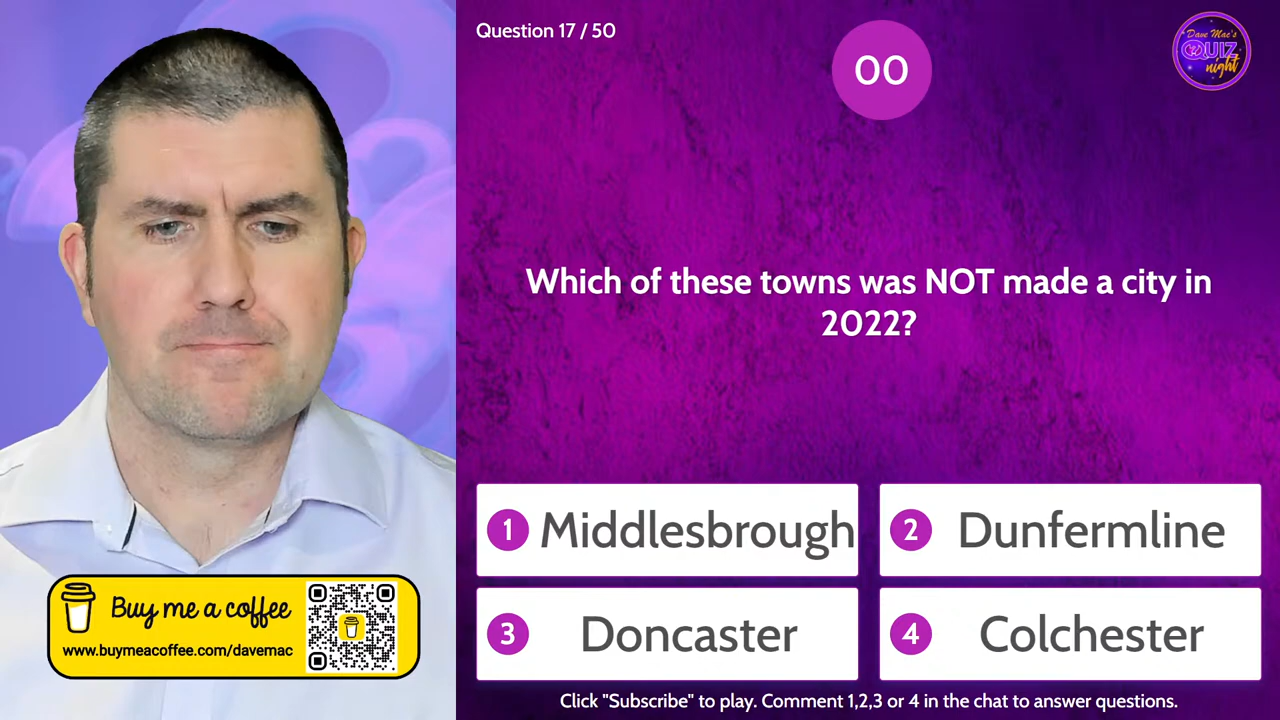 Question 17 / 50
00
Dave Mac's
QUIZ
night
Which of these towns was NOT made a city in
2022?
1 Middlesbrough
2 Dunfermline
3 Doncaster
4 Colchester
Buy me a coffee
www.buymeacoffee.com/davemac
Click "Subscribe" to play. Comment 1,2,3 or 4 in the chat to answer questions.